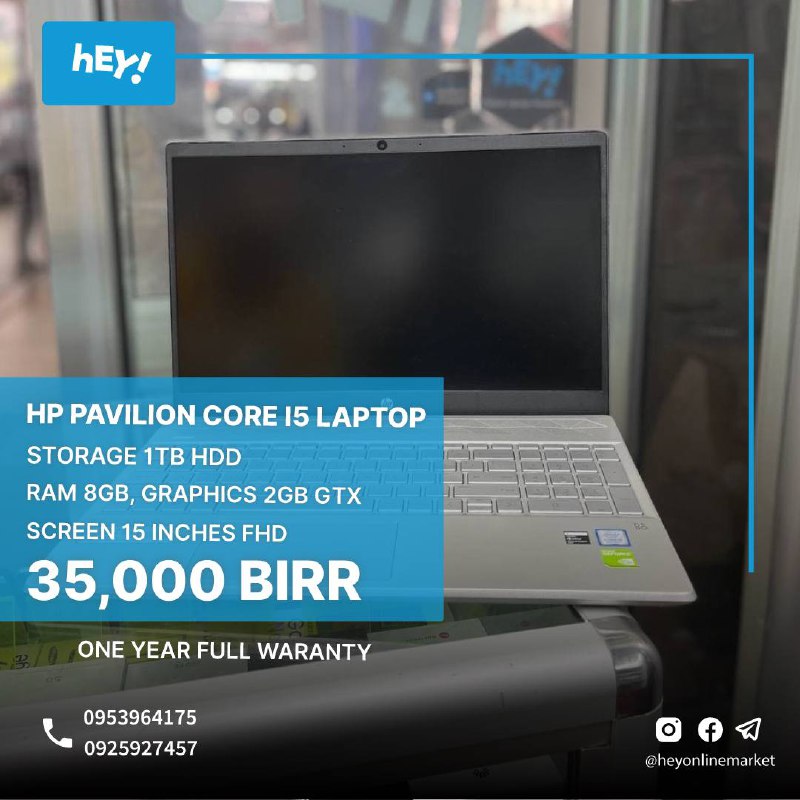 hEY!
hEY!
HP PAVILION CORE I5 LAPTOP
STORAGE 1TB HDD
RAM 8GB, GRAPHICS 2GB GTX
SCREEN 15 INCHES FHD
35,000 BIRR
ONE YEAR FULL WARANTY
0953964175
0925927457
@heyonlinemarket